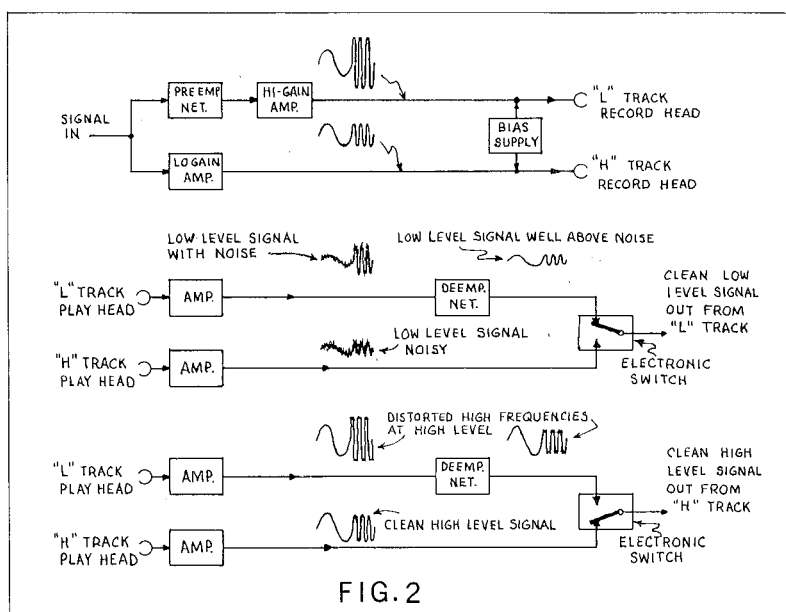 SIGNAL
IN
PREEMP
NET.
HI-GAIN
AMP.
"L" TRACK
RECORD HEAD
BIAS
SUPPLY
LO GAIN
AMP.
"H" TRACK
RECORD HEAD
LOW LEVEL SIGNAL
WITH NOISE
LOW LEVEL SIGNAL WELL ABOVE NOISE
"L" TRACK
PLAY HEAD
AMP.
DEEMP.
NET.
CLEAN LOW
LEVEL SIGNAL
OUT FROM
"L" TRACK
LOW LEVEL SIGNAL
NOISY
"H" TRACK
PLAY HEAD
AMP.
ELECTRONIC
SWITCH
DISTORTED HIGH FREQUENCIES
AT HIGH LEVEL
"L" TRACK
PLAY HEAD
AMP.
DEEMP.
NET.
CLEAN HIGH
LEVEL SIGNAL
OUT FROM
"H" TRACK
CLEAN HIGH LEVEL SIGNAL
"H" TRACK
PLAY HEAD
AMP.
ELECTRONIC
SWITCH
FIG. 2